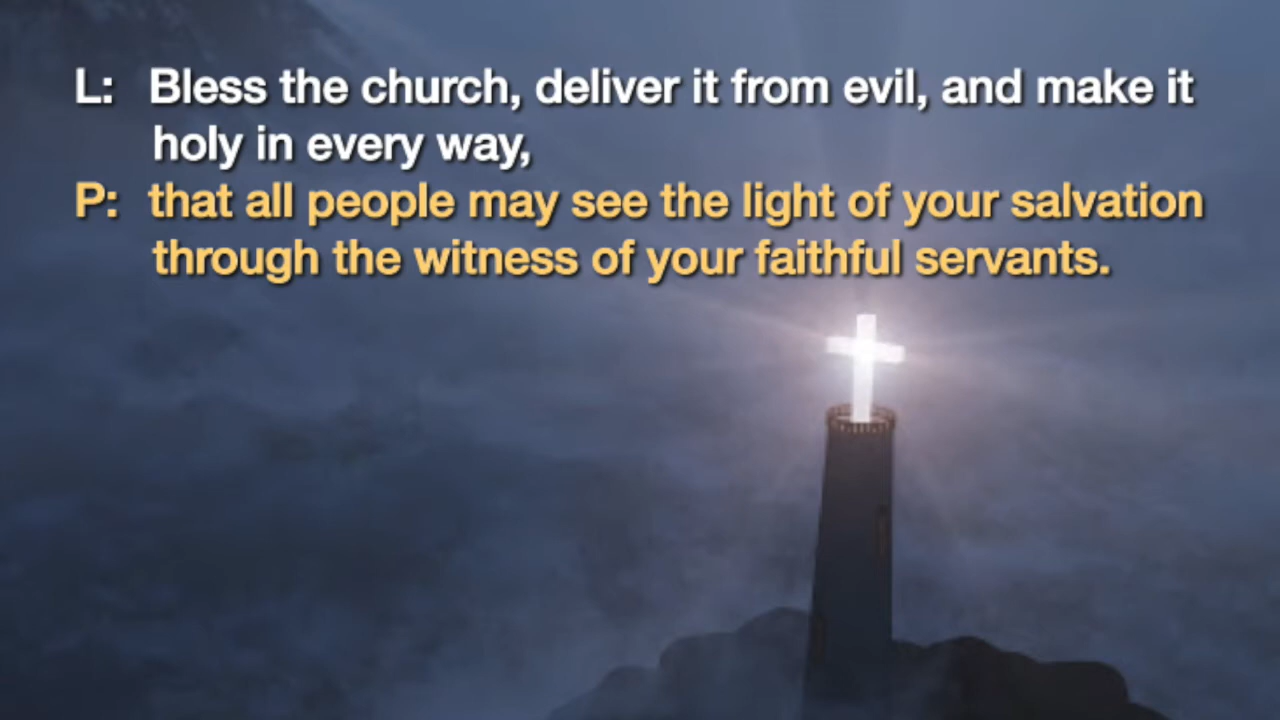 L: Bless the church, deliver it from evil, and make it
holy in every way,
P: that all people may see the light of your salvation
through the witness of your faithful servants.